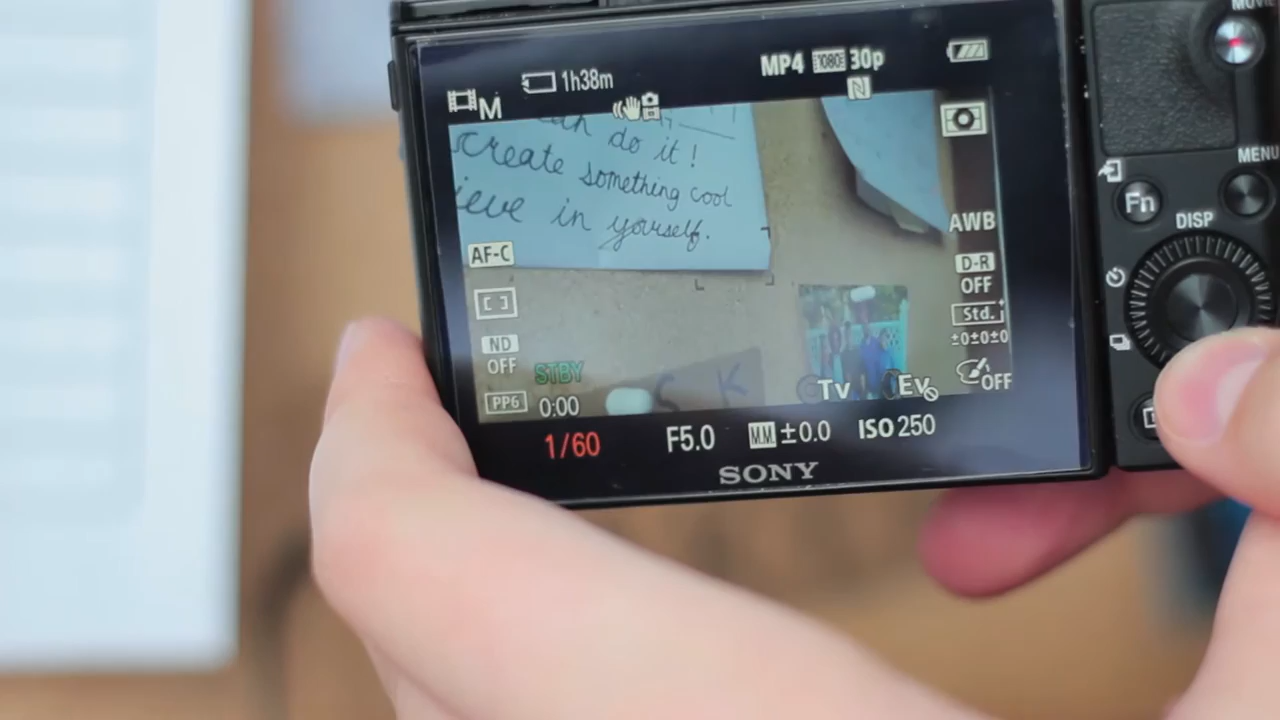 MOVIE
1h38m
MP4 1080 30p
M
do it!
create something cool
in yourself.
MENU
Fn
AWB
DISP
AF-C
D-R
OFF
Std.
±0±0±0
ND
OFF
STBY
OFF
PP6
0:00
S K
Tv
Ev
1/60
F5.0
M.M. ±0.0
ISO 250
SONY